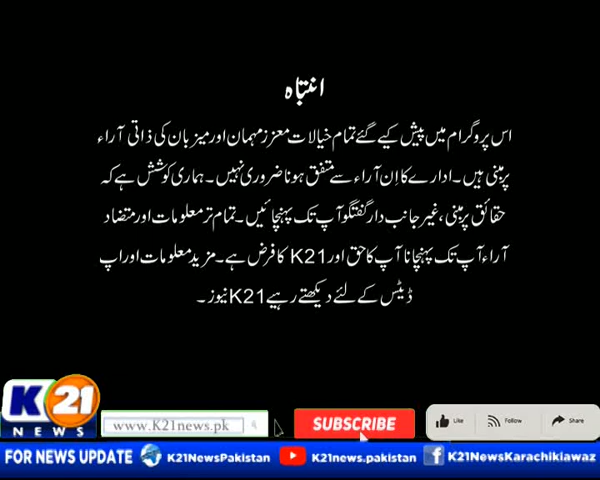 انتباہ
اس پروگرام میں پیش کیے گئے تمام خیالات معزز مہمان اور میزبان کی ذاتی آراء
پر مبنی ہیں۔ ادارے کا اِن آراء سے متفق ہونا ضروری نہیں۔ ہماری کوشش ہے کہ
حقائق پر مبنی، غیر جانب دار گفتگو آپ تک پہنچائیں۔ تمام تر معلومات اور متضاد
آراء آپ تک پہنچانا آپ کا حق اور K21 کا فرض ہے۔ مزید معلومات اور اپ
ڈیٹس کے لئے دیکھتے رہیے K21 نیوز۔
K21
NEWS
www.K21news.pk
SUBSCRIBE
Like
Follow
Share
FOR NEWS UPDATE
K21NewsPakistan
K21news.pakistan
K21NewsKarachikiawaz